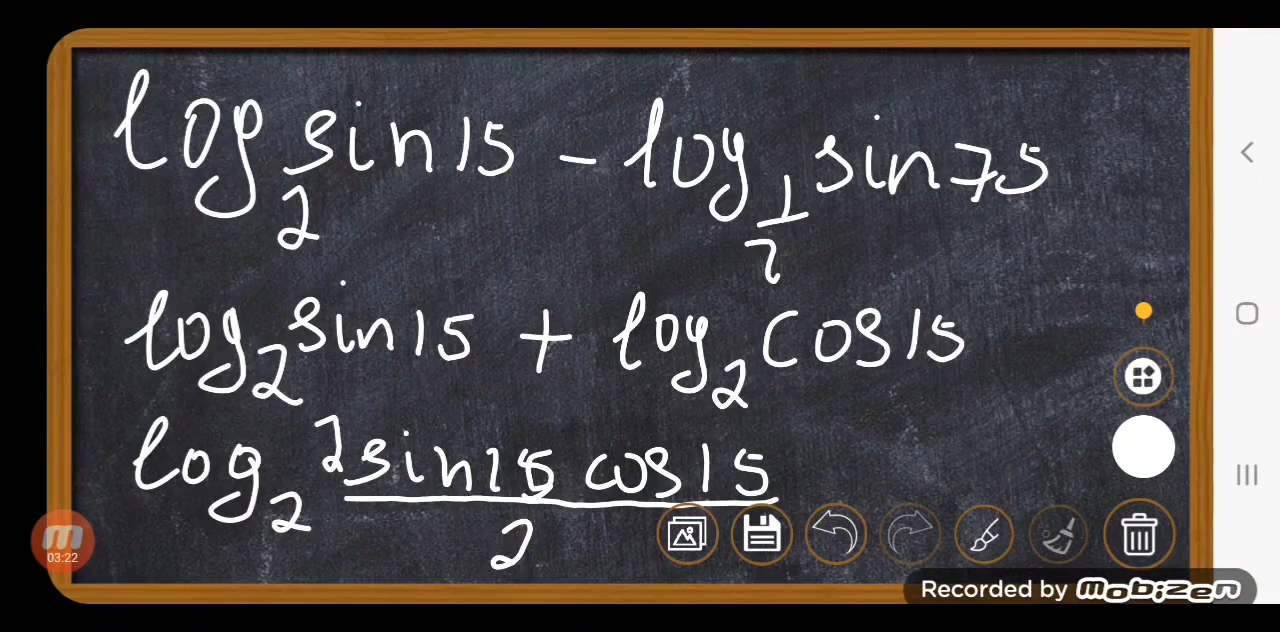 log₂ sin15 - log½ sin75
log₂ sin15 + log₂ cos15
log₂ 2sin15 cos15 / 2
03:22
Recorded by Mobizen